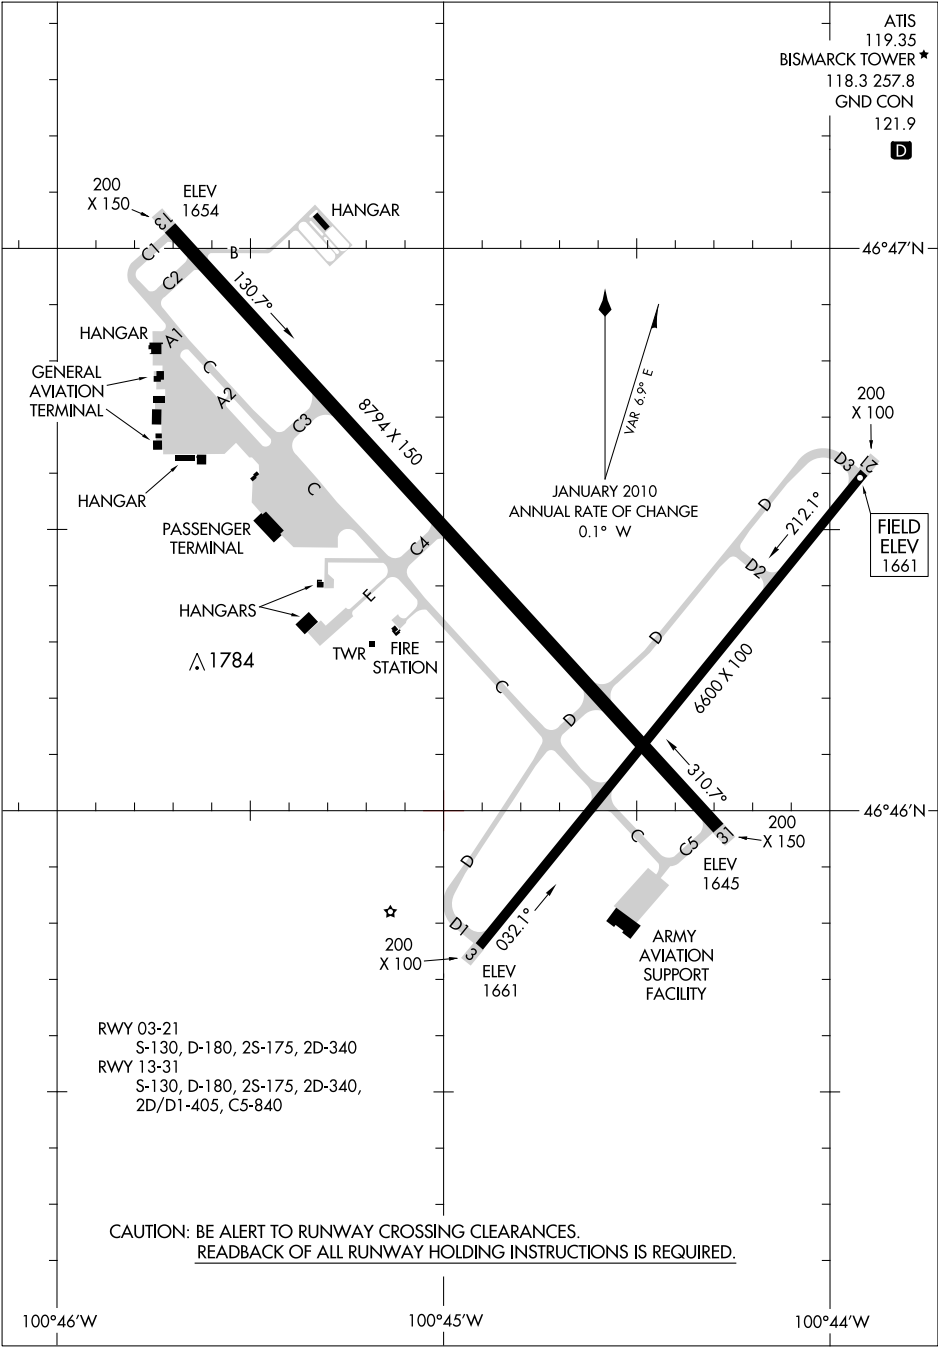 ATIS
119.35
BISMARCK TOWER
118.3 257.8
GND CON
121.9
D
200
X 150
ELEV
1654
13
HANGAR
46°47'N
C1
B
C2
130.7°
HANGAR
A1
C
GENERAL
AVIATION
TERMINAL
A2
C3
8794 X 150
VAR 6.9° E
200
X 100
HANGAR
C
JANUARY 2010
ANNUAL RATE OF CHANGE
0.1° W
D3
21
D
212.1°
PASSENGER
TERMINAL
C4
FIELD
ELEV
1661
D2
HANGARS
E
TWR
FIRE
STATION
1784
D
6600 X 100
C
D
310.7°
46°46'N
200
X 150
31
C
C5
ELEV
1645
D
D1
032.1°
200
X 100
3
ELEV
1661
ARMY
AVIATION
SUPPORT
FACILITY
RWY 03-21
S-130, D-180, 2S-175, 2D-340
RWY 13-31
S-130, D-180, 2S-175, 2D-340,
2D/D1-405, C5-840
CAUTION: BE ALERT TO RUNWAY CROSSING CLEARANCES.
READBACK OF ALL RUNWAY HOLDING INSTRUCTIONS IS REQUIRED.
100°46'W
100°45'W
100°44'W